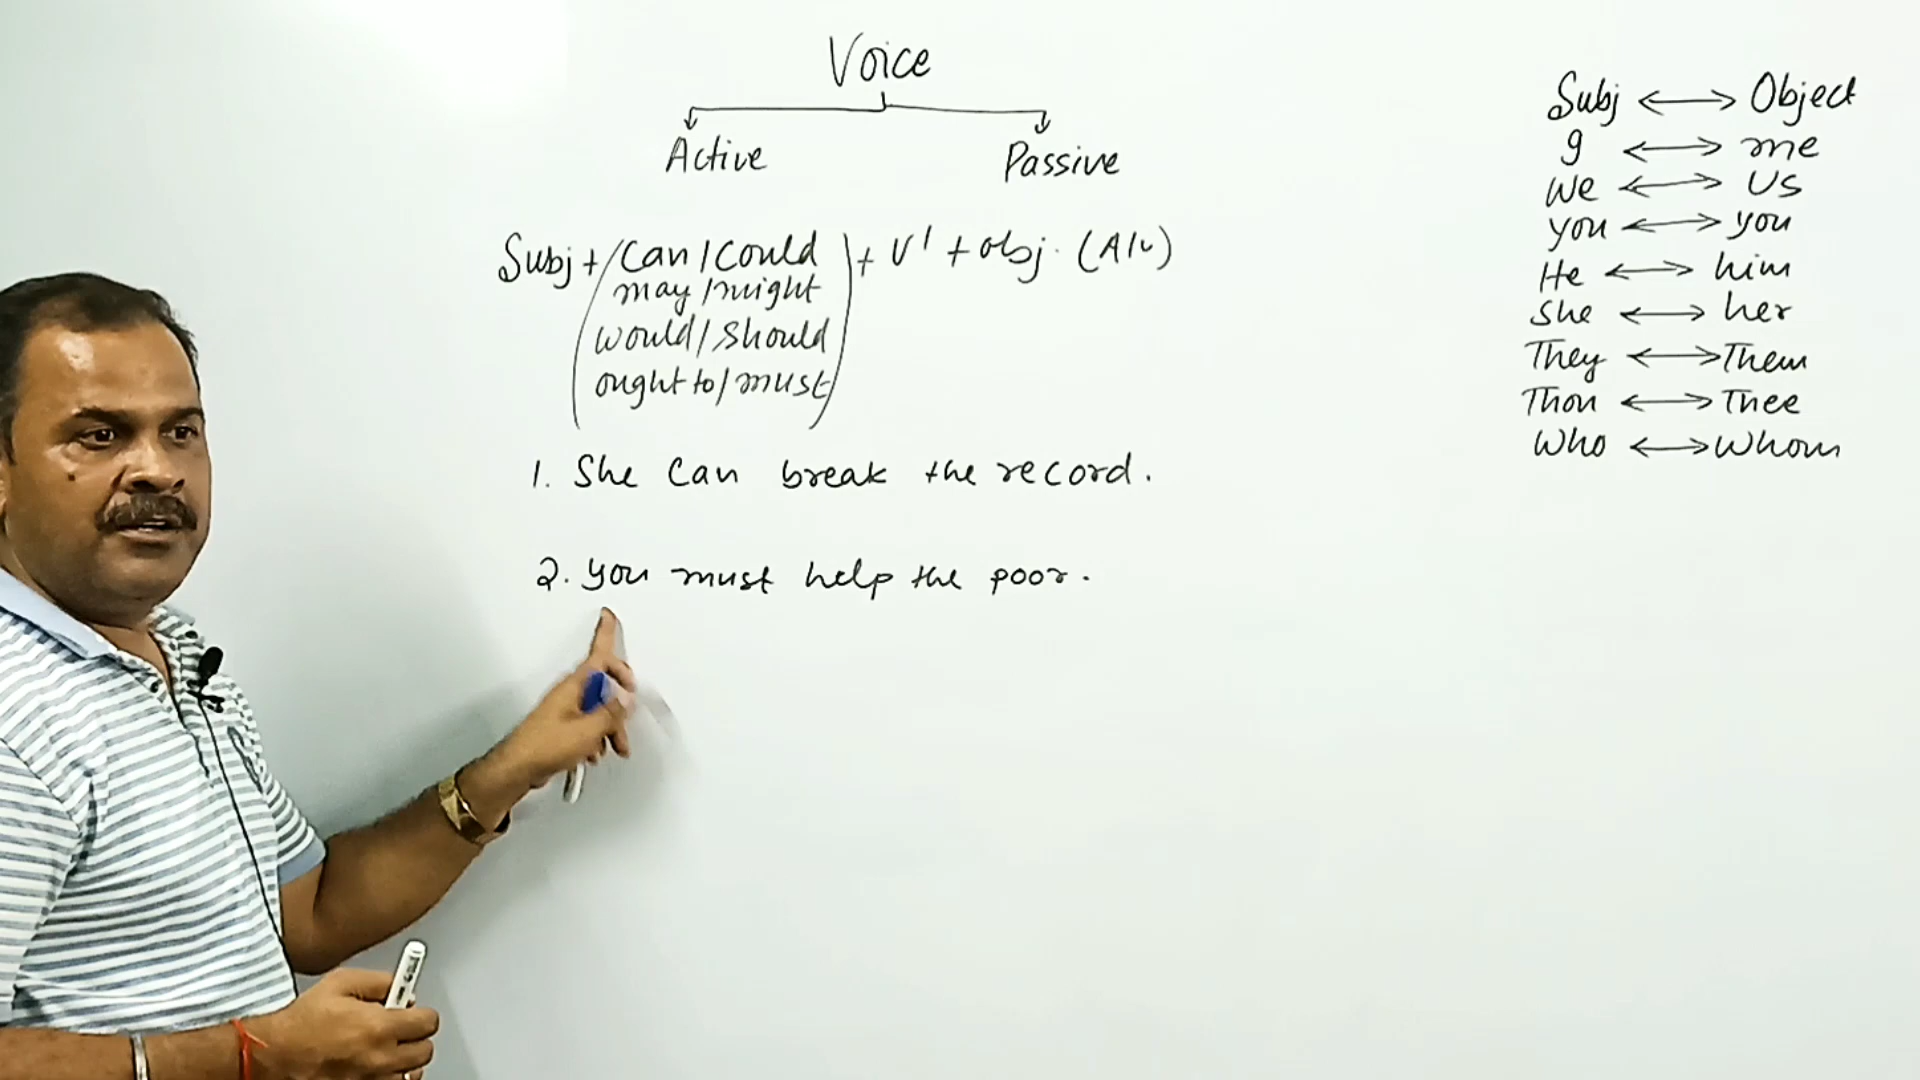 Voice
Active
Passive
Subj + (can / could
may / might
would / should
ought to / must) + V¹ + obj. (A/v)
1. She can break the record.
2. you must help the poor.
Subj ↔ Object
I ↔ me
we ↔ us
you ↔ you
He ↔ him
She ↔ her
They ↔ Them
Thou ↔ Thee
Who ↔ Whom